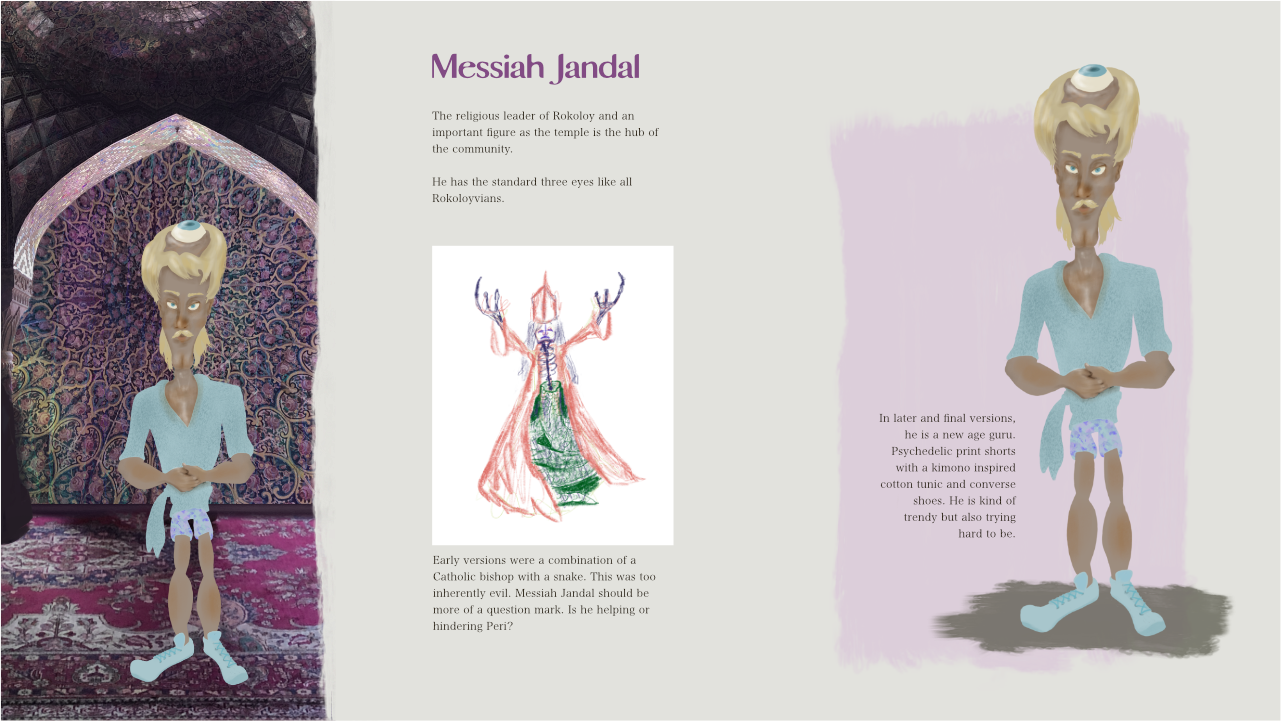 Messiah Jandal
The religious leader of Rokoloy and an
important figure as the temple is the hub of
the community.
He has the standard three eyes like all
Rokoloyvians.
Early versions were a combination of a
Catholic bishop with a snake. This was too
inherently evil. Messiah Jandal should be
more of a question mark. Is he helping or
hindering Peri?
In later and final versions,
he is a new age guru.
Psychedelic print shorts
with a kimono inspired
cotton tunic and converse
shoes. He is kind of
trendy but also trying
hard to be.